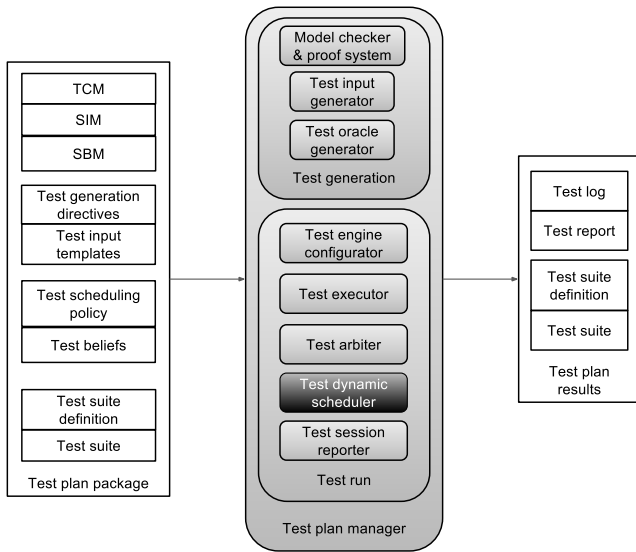 TCM
SIM
SBM
Test generation
directives
Test input
templates
Test scheduling
policy
Test beliefs
Test suite
definition
Test suite
Test plan package
Model checker
& proof system
Test input
generator
Test oracle
generator
Test generation
Test engine
configurator
Test executor
Test arbiter
Test dynamic
scheduler
Test session
reporter
Test run
Test plan manager
Test log
Test report
Test suite
definition
Test suite
Test plan
results